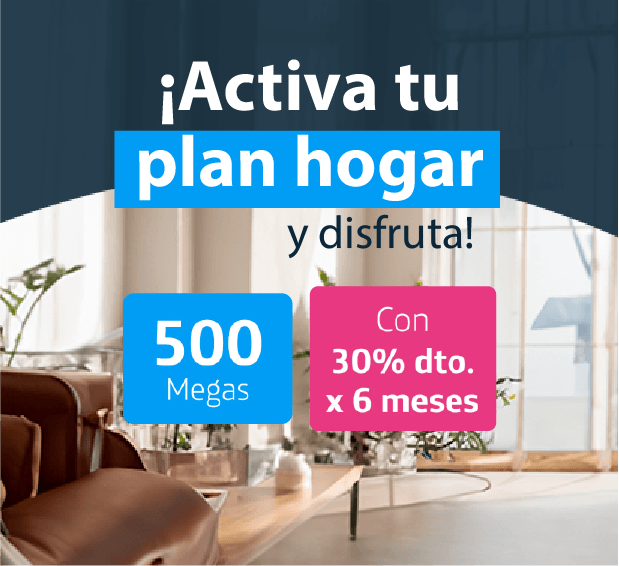 ¡Activa tu
plan hogar
y disfruta!
500
Megas
Con
30% dto.
x 6 meses